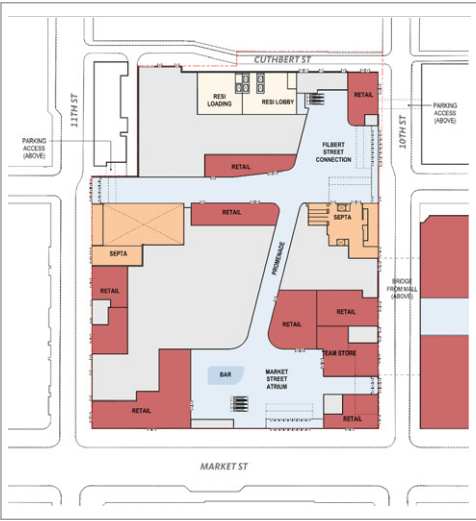 CUTHBERT ST
11TH ST
10TH ST
RESI
LOADING
RESI LOBBY
RETAIL
PARKING
ACCESS
(ABOVE)
PARKING
ACCESS
(ABOVE)
FILBERT
STREET
CONNECTION
RETAIL
RETAIL
SEPTA
SEPTA
PROMENADE
RETAIL
BRIDGE
FROM MALL
(ABOVE)
RETAIL
RETAIL
TEAM STORE
BAR
MARKET
STREET
ATRIUM
RETAIL
RETAIL
MARKET ST